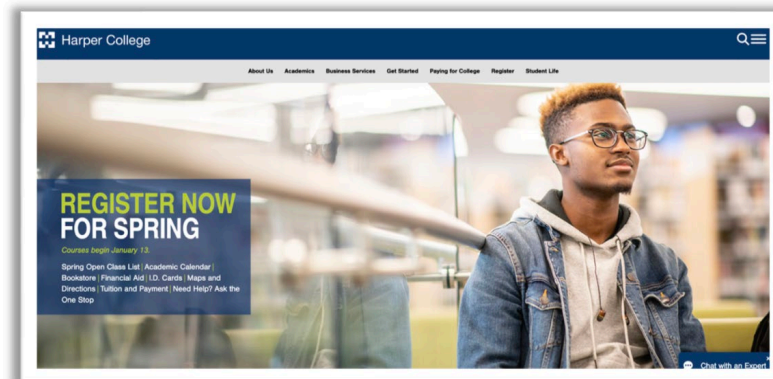 Harper College
About Us Academics Business Services Get Started Paying for College Register Student Life
REGISTER NOW
FOR SPRING
Courses begin January 13.
Spring Open Class List | Academic Calendar |
Bookstore | Financial Aid | I.D. Cards | Maps and
Directions | Tuition and Payment | Need Help? Ask the
One Stop
Chat with an Expert